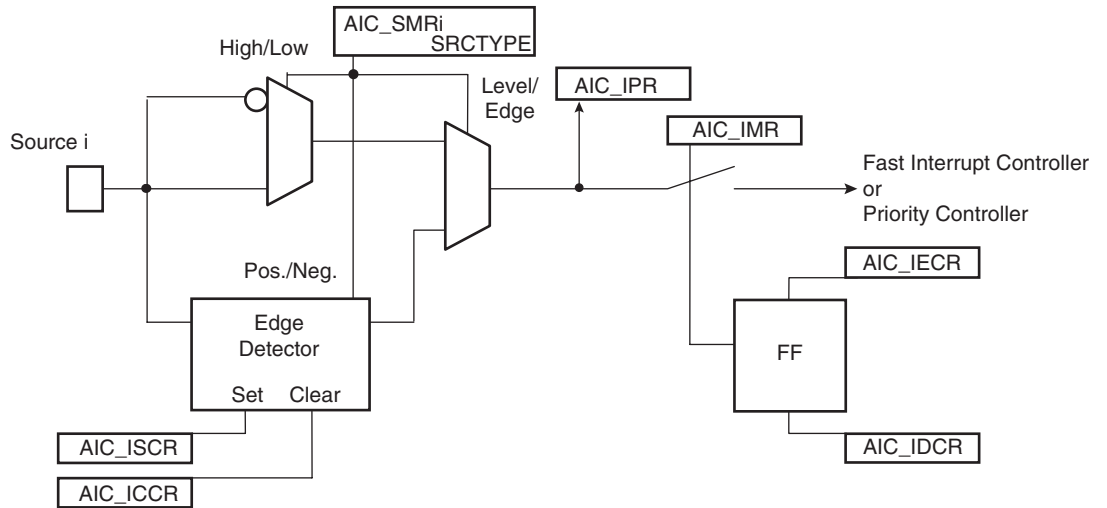 AIC_SMRi
SRCTYPE
High/Low
Level/
Edge
AIC_IPR
AIC_IMR
Source i
Fast Interrupt Controller
or
Priority Controller
Pos./Neg.
AIC_IECR
Edge
Detector
FF
Set Clear
AIC_ISCR
AIC_IDCR
AIC_ICCR